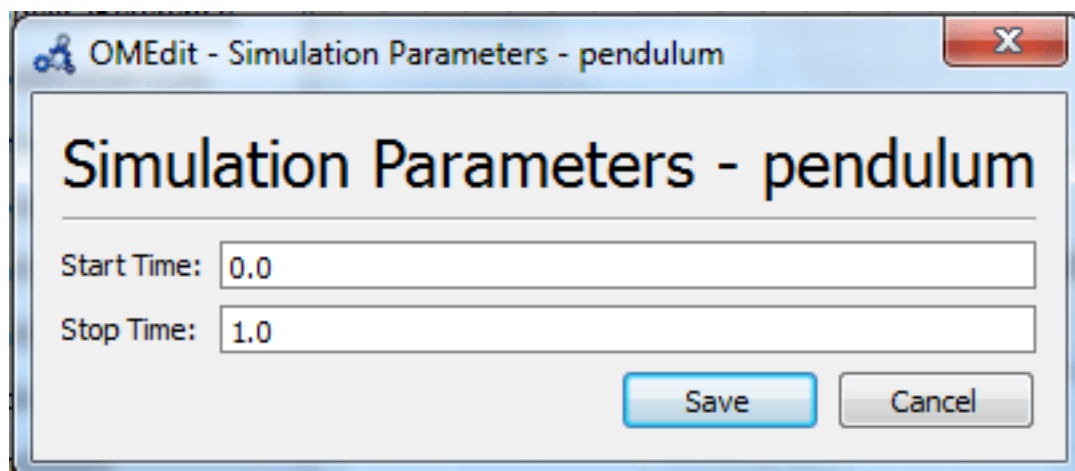 OMEdit - Simulation Parameters - pendulum
Simulation Parameters - pendulum
Start Time: 0.0
Stop Time: 1.0
Save Cancel